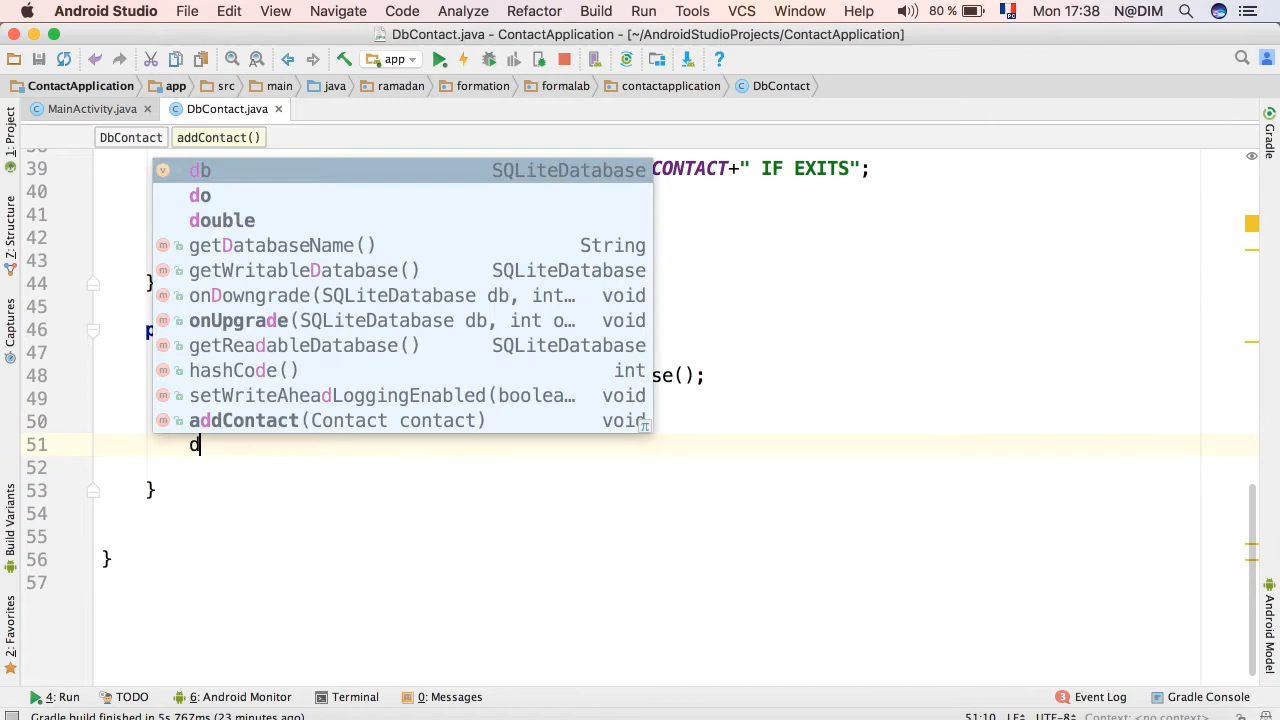 Android Studio File Edit View Navigate Code Analyze Refactor Build Run Tools VCS Window Help 80 % Mon 17:38 N@DIM
DbContact.java - ContactApplication - [~/AndroidStudioProjects/ContactApplication]
app
ContactApplication app src main java ramadan formation formalab contactapplication DbContact
MainActivity.java DbContact.java
DbContact addContact()
1: Project
Z: Structure
Captures
Build Variants
2: Favorites
Gradle
Android Model
39 CONTACT+" IF EXITS";
40
41
42
43
44 }
45
46 p
47
48 se();
49
50
51 d
52
53 }
54
55
56 }
57
db SQLiteDatabase
do
double
getDatabaseName() String
getWritableDatabase() SQLiteDatabase
onDowngrade(SQLiteDatabase db, int… void
onUpgrade(SQLiteDatabase db, int o… void
getReadableDatabase() SQLiteDatabase
hashCode() int
setWriteAheadLoggingEnabled(boolea… void
addContact(Contact contact) void
π
4: Run TODO 6: Android Monitor Terminal 0: Messages 3 Event Log Gradle Console
Gradle build finished in 5s 767ms (23 minutes ago) 51:10 LF÷ UTF-8÷ Context: <no context>